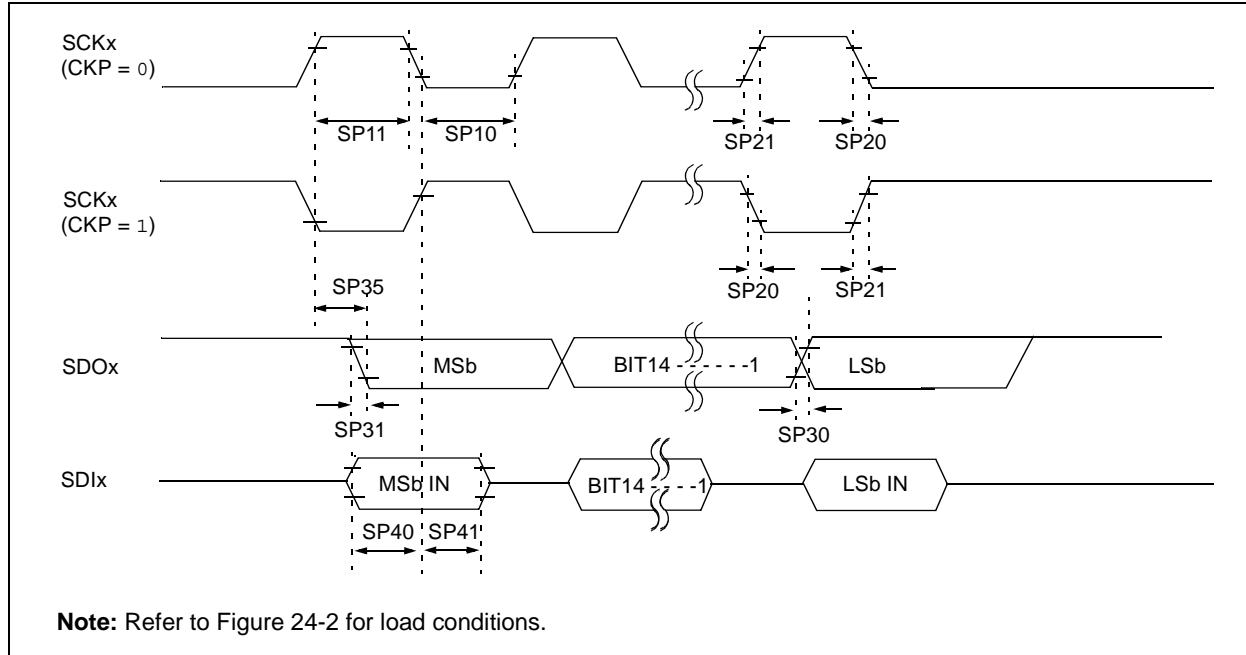 SCKx
(CKP = 0)
SP11
SP10
SP21
SP20
SCKx
(CKP = 1)
SP35
SP20
SP21
SDOx
MSb
BIT14 - - - - - -1
LSb
SP31
SP30
SDIx
MSb IN
BIT14 - - - -1
LSb IN
SP40
SP41
Note: Refer to Figure 24-2 for load conditions.